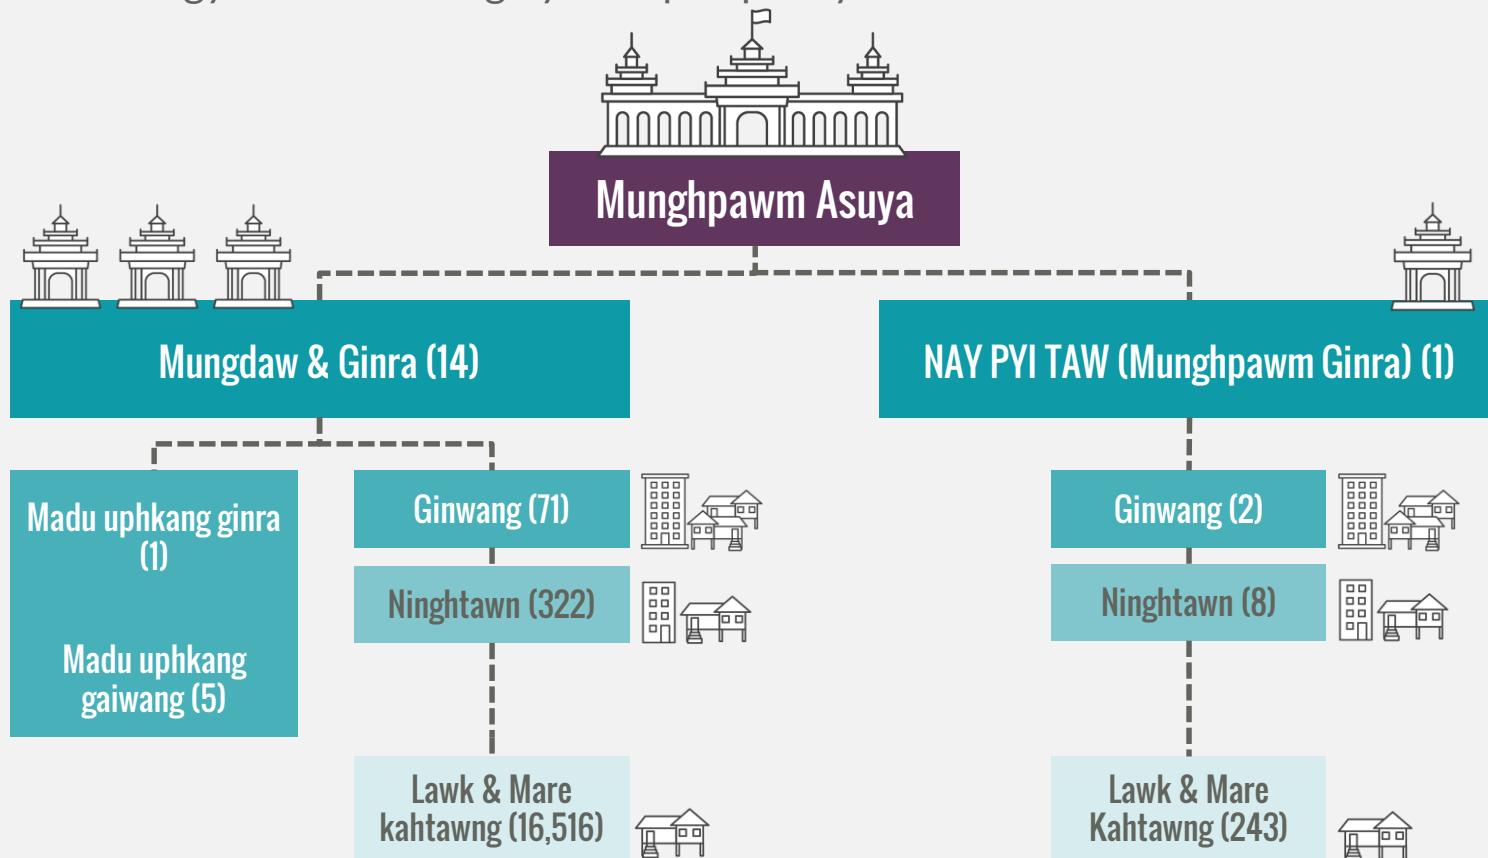 Munghpawm Asuya
Mungdaw & Ginra (14)
NAY PYI TAW (Munghpawm Ginra) (1)
Madu uphkang ginra
(1)
Madu uphkang
gaiwang (5)
Ginwang (71)
Ninghtawn (322)
Lawk & Mare
kahtawng (16,516)
Ginwang (2)
Ninghtawn (8)
Lawk & Mare
Kahtawng (243)